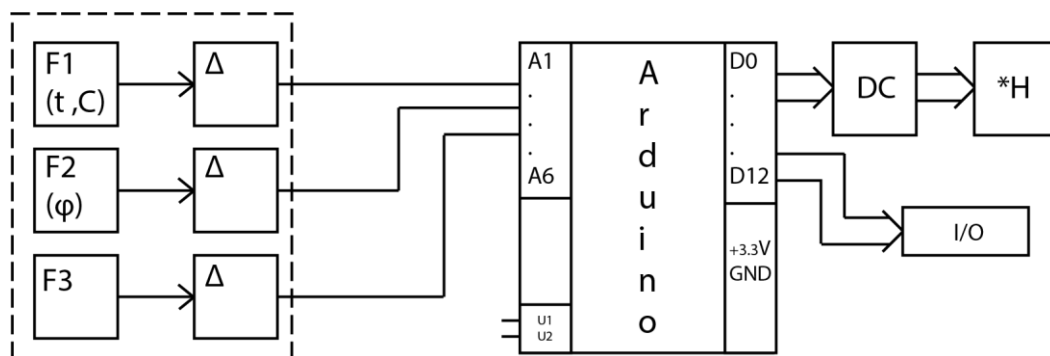 F1
(t ,C)
Δ
F2
(φ)
Δ
F3
Δ
A1
.
.
.
A6
U1
U2
A
r
d
u
i
n
o
D0
.
.
.
D12
+3.3V
GND
DC
*H
I/O